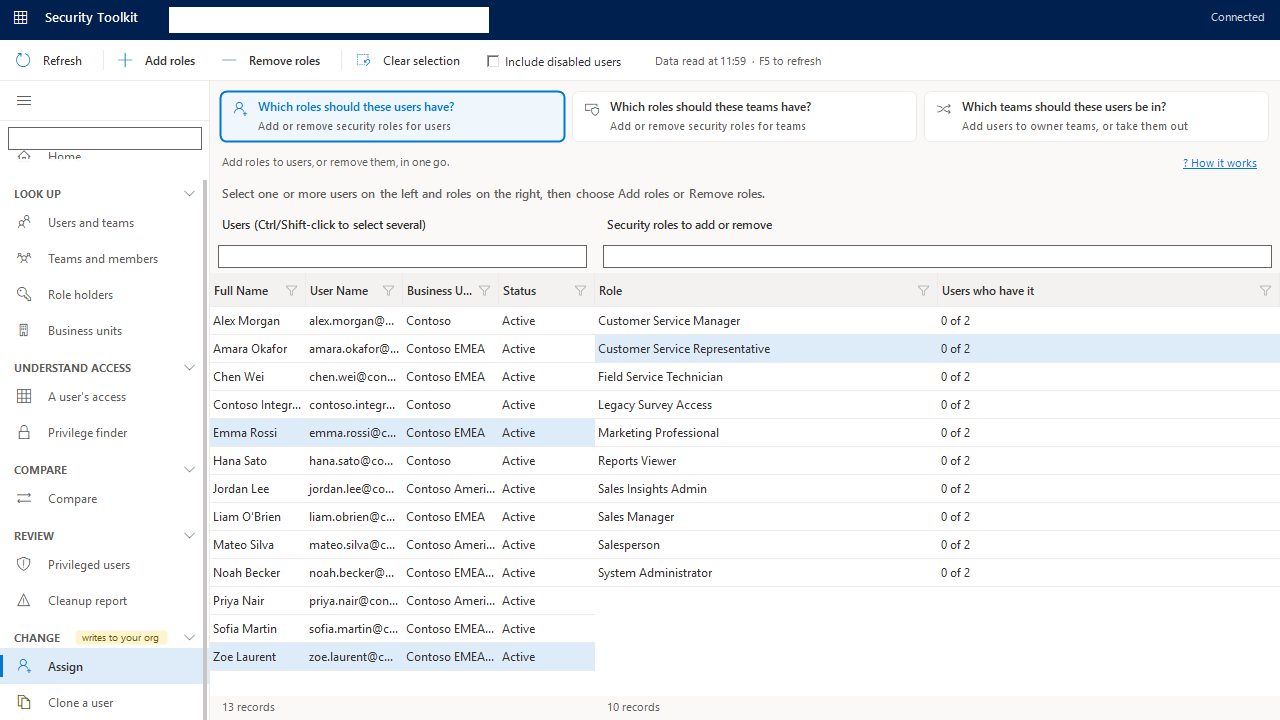 Security Toolkit
Connected
Refresh
Add roles
Remove roles
Clear selection
Include disabled users
Data read at 11:59 · F5 to refresh
Home
LOOK UP
Users and teams
Teams and members
Role holders
Business units
UNDERSTAND ACCESS
A user's access
Privilege finder
COMPARE
Compare
REVIEW
Privileged users
Cleanup report
CHANGE writes to your org
Assign
Clone a user
Which roles should these users have?
Add or remove security roles for users
Which roles should these teams have?
Add or remove security roles for teams
Which teams should these users be in?
Add users to owner teams, or take them out
Add roles to users, or remove them, in one go.
? How it works
Select one or more users on the left and roles on the right, then choose Add roles or Remove roles.
Users (Ctrl/Shift-click to select several)
Full Name User Name Business U... Status
Alex Morgan alex.morgan@... Contoso Active
Amara Okafor amara.okafor@... Contoso EMEA Active
Chen Wei chen.wei@con... Contoso EMEA Active
Contoso Integr... contoso.integr... Contoso Active
Emma Rossi emma.rossi@c... Contoso EMEA Active
Hana Sato hana.sato@co... Contoso Active
Jordan Lee jordan.lee@co... Contoso Ameri... Active
Liam O'Brien liam.obrien@c... Contoso EMEA Active
Mateo Silva mateo.silva@c... Contoso Ameri... Active
Noah Becker noah.becker@... Contoso EMEA... Active
Priya Nair priya.nair@con... Contoso Ameri... Active
Sofia Martin sofia.martin@c... Contoso EMEA... Active
Zoe Laurent zoe.laurent@c... Contoso EMEA... Active
13 records
Security roles to add or remove
Role Users who have it
Customer Service Manager 0 of 2
Customer Service Representative 0 of 2
Field Service Technician 0 of 2
Legacy Survey Access 0 of 2
Marketing Professional 0 of 2
Reports Viewer 0 of 2
Sales Insights Admin 0 of 2
Sales Manager 0 of 2
Salesperson 0 of 2
System Administrator 0 of 2
10 records